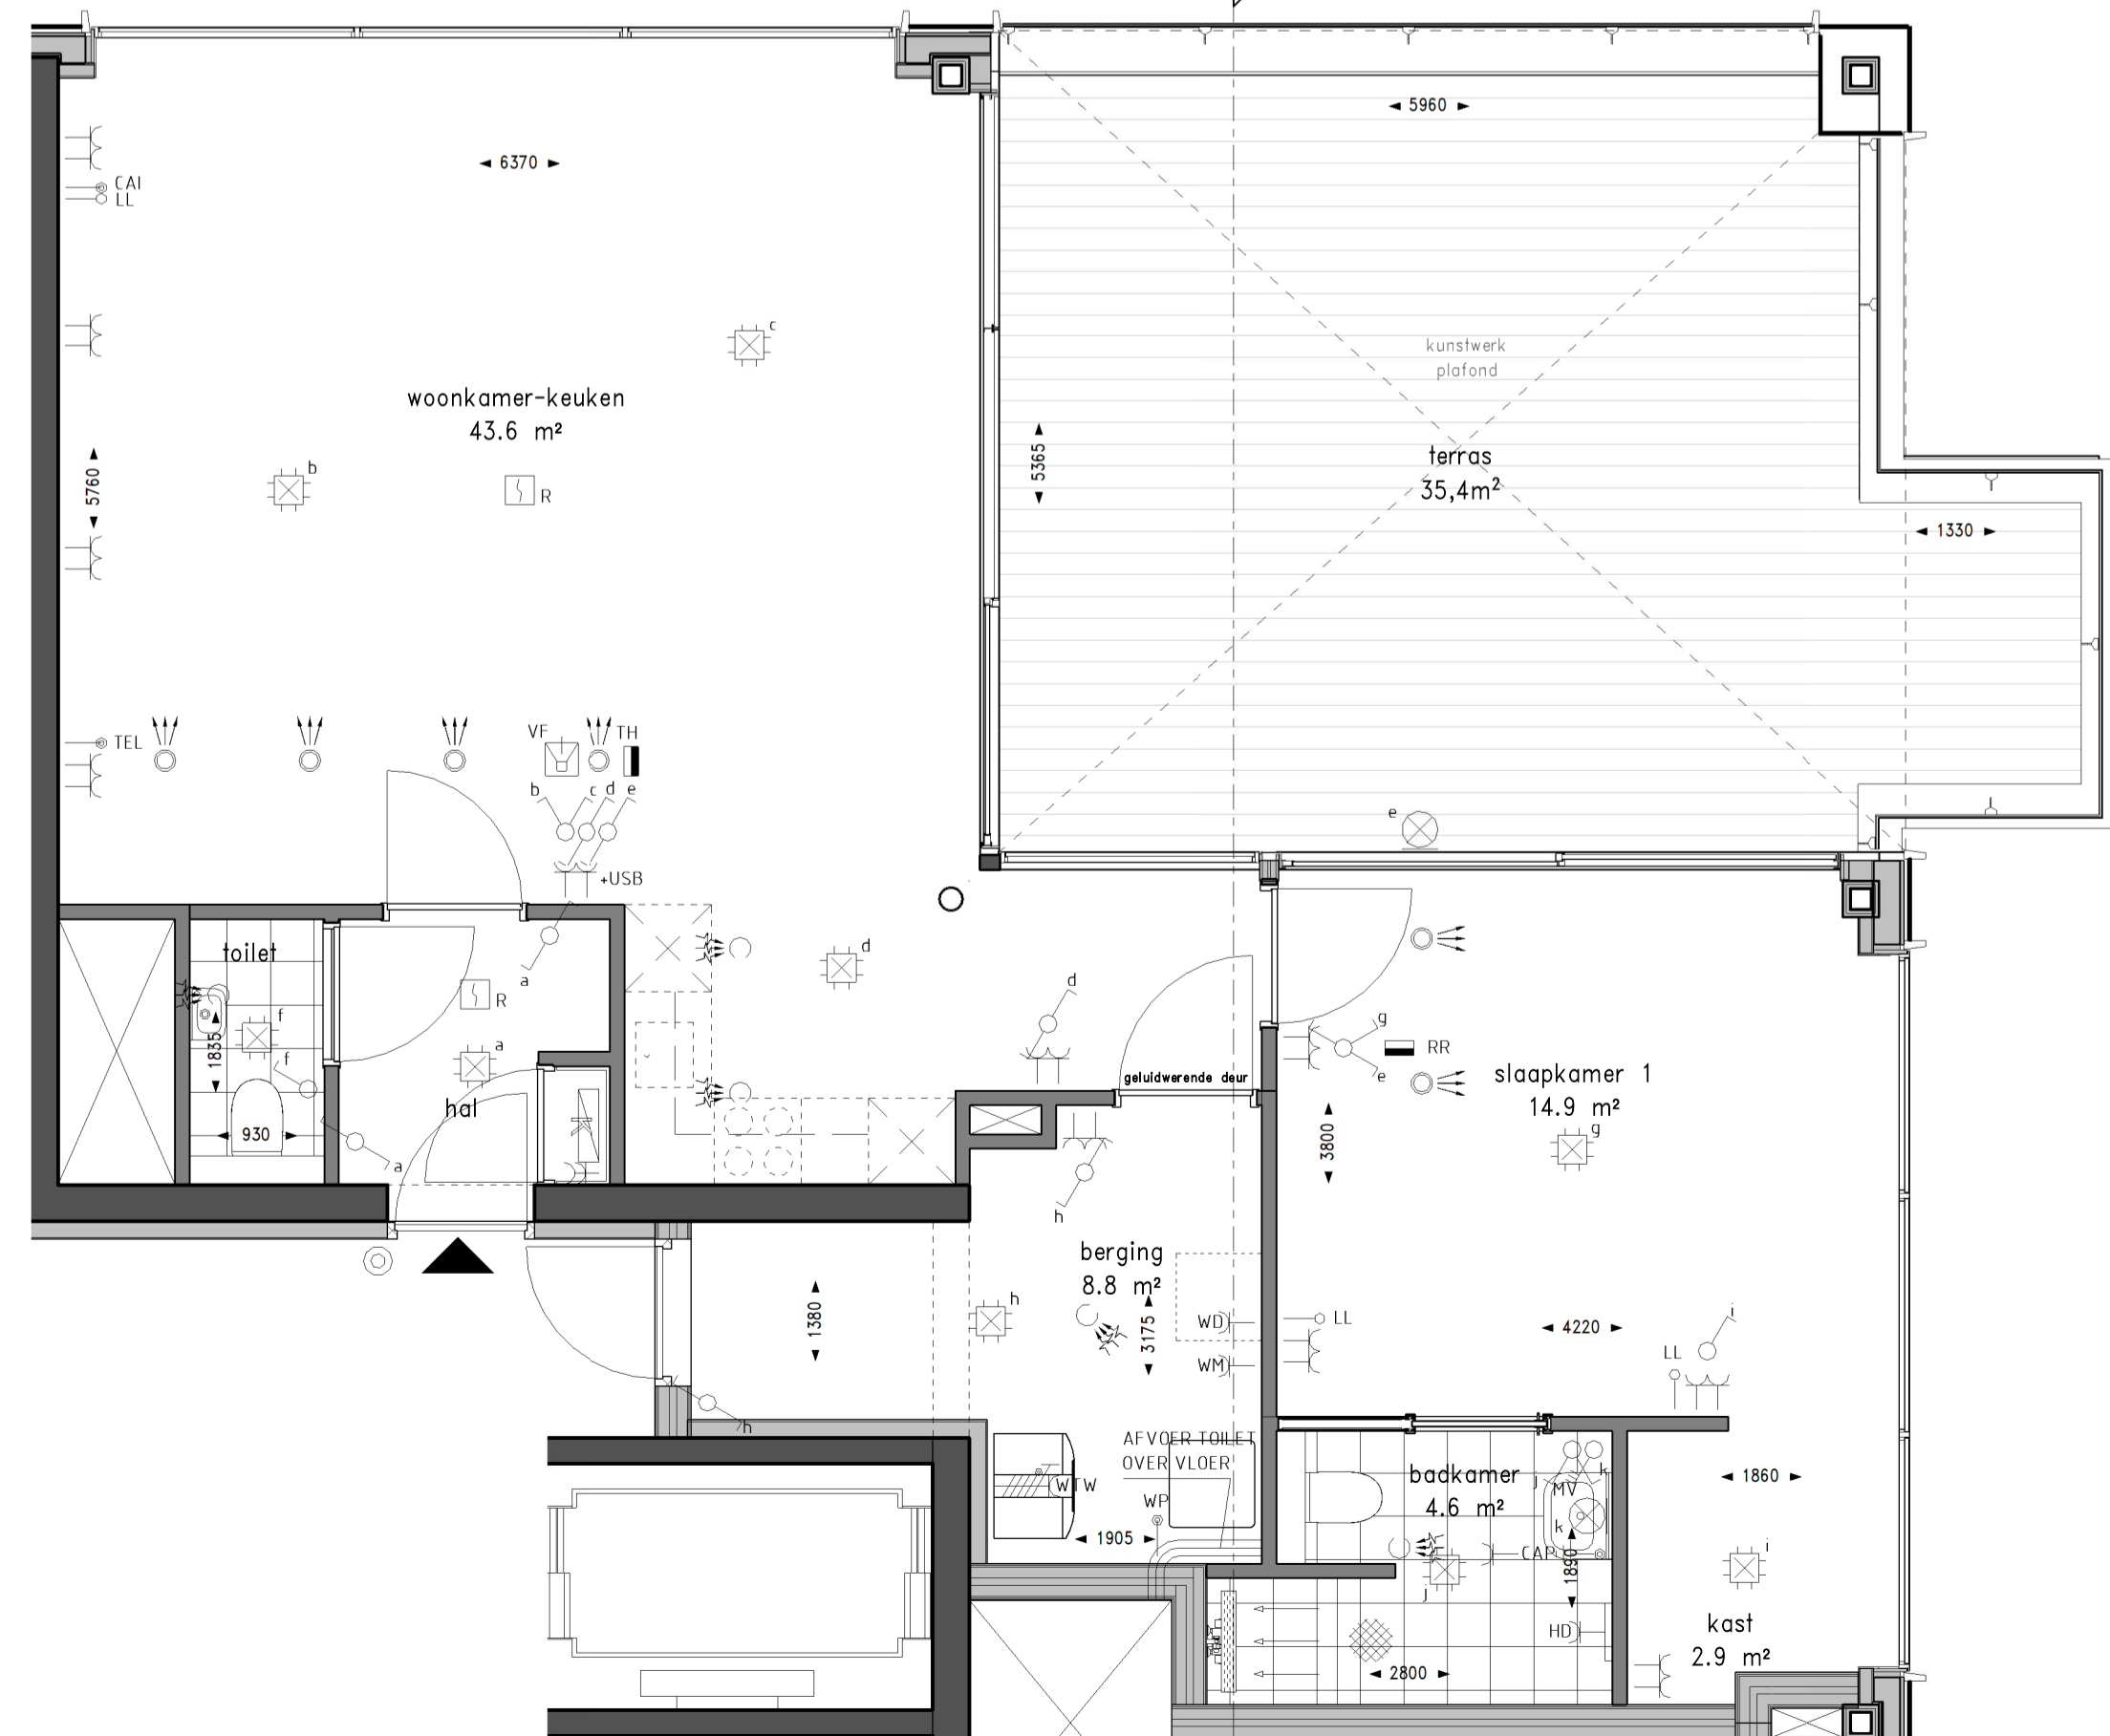 5960
6370
CAI
LL
c
kunstwerk
plafond
woonkamer-keuken
43.6 m²
terras
35,4m²
5365
5760
b
R
1330
TEL
VF
TH
b
c
d
e
e
+USB
toilet
d
a
d
R
g
RR
e
slaapkamer 1
14.9 m²
f
1835
f
a
geluidwerende deur
hal
930
a
3800
g
h
berging
8.8 m²
h
1380
3175
WD
WM
LL
4220
i
LL
h
AFVOER TOILET
OVER VLOER
WTW
WP
1905
badkamer
4.6 m²
j
k
MV
k
1860
CAP
1890
j
i
HD
kast
2.9 m²
2800